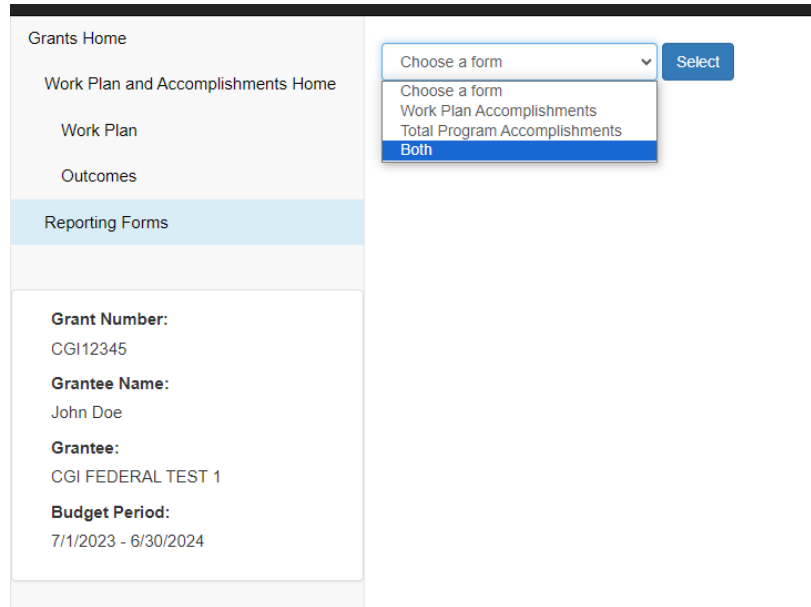 Grants Home
Work Plan and Accomplishments Home
Work Plan
Outcomes
Reporting Forms
Grant Number:
CGI12345
Grantee Name:
John Doe
Grantee:
CGI FEDERAL TEST 1
Budget Period:
7/1/2023 - 6/30/2024
Choose a form
Select
Choose a form
Work Plan Accomplishments
Total Program Accomplishments
Both